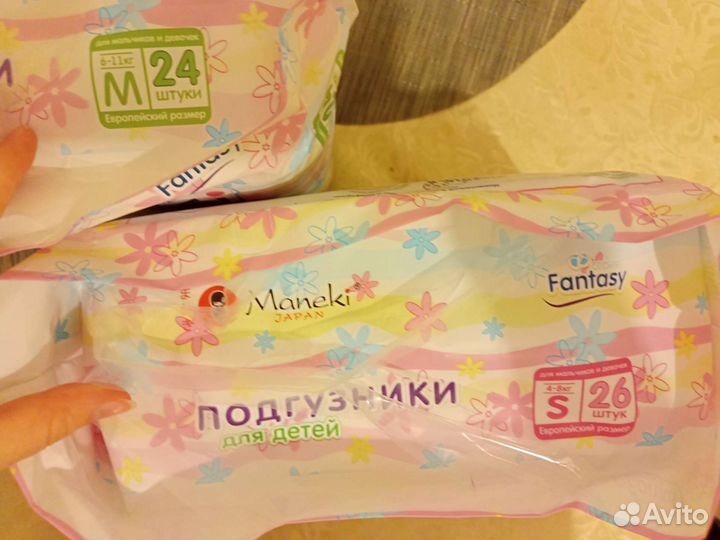 для мальчиков и девочек
6-11кг
M
24
штуки
Европейский размер
И
Fantasy
Maneki
JAPAN
Fantasy
ПОДГУЗНИКИ
для детей
для мальчиков и девочек
4-8кг
S
26
штук
Европейский размер
Avito